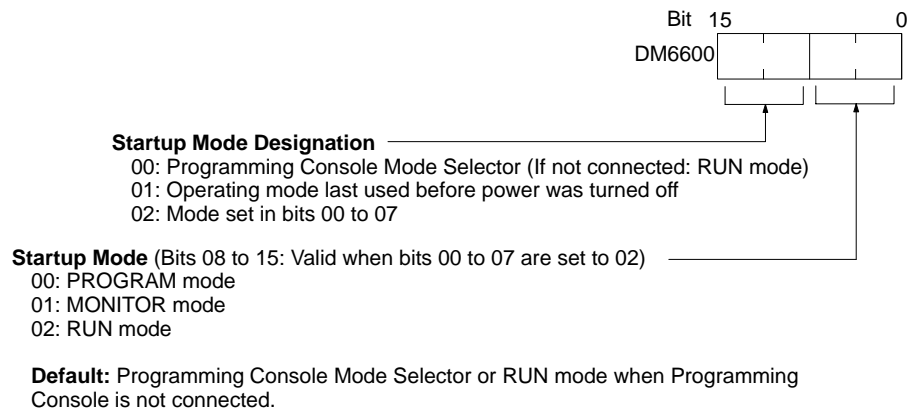 Bit 15 0
DM6600
Startup Mode Designation
00: Programming Console Mode Selector (If not connected: RUN mode)
01: Operating mode last used before power was turned off
02: Mode set in bits 00 to 07
Startup Mode (Bits 08 to 15: Valid when bits 00 to 07 are set to 02)
00: PROGRAM mode
01: MONITOR mode
02: RUN mode
Default: Programming Console Mode Selector or RUN mode when Programming
Console is not connected.